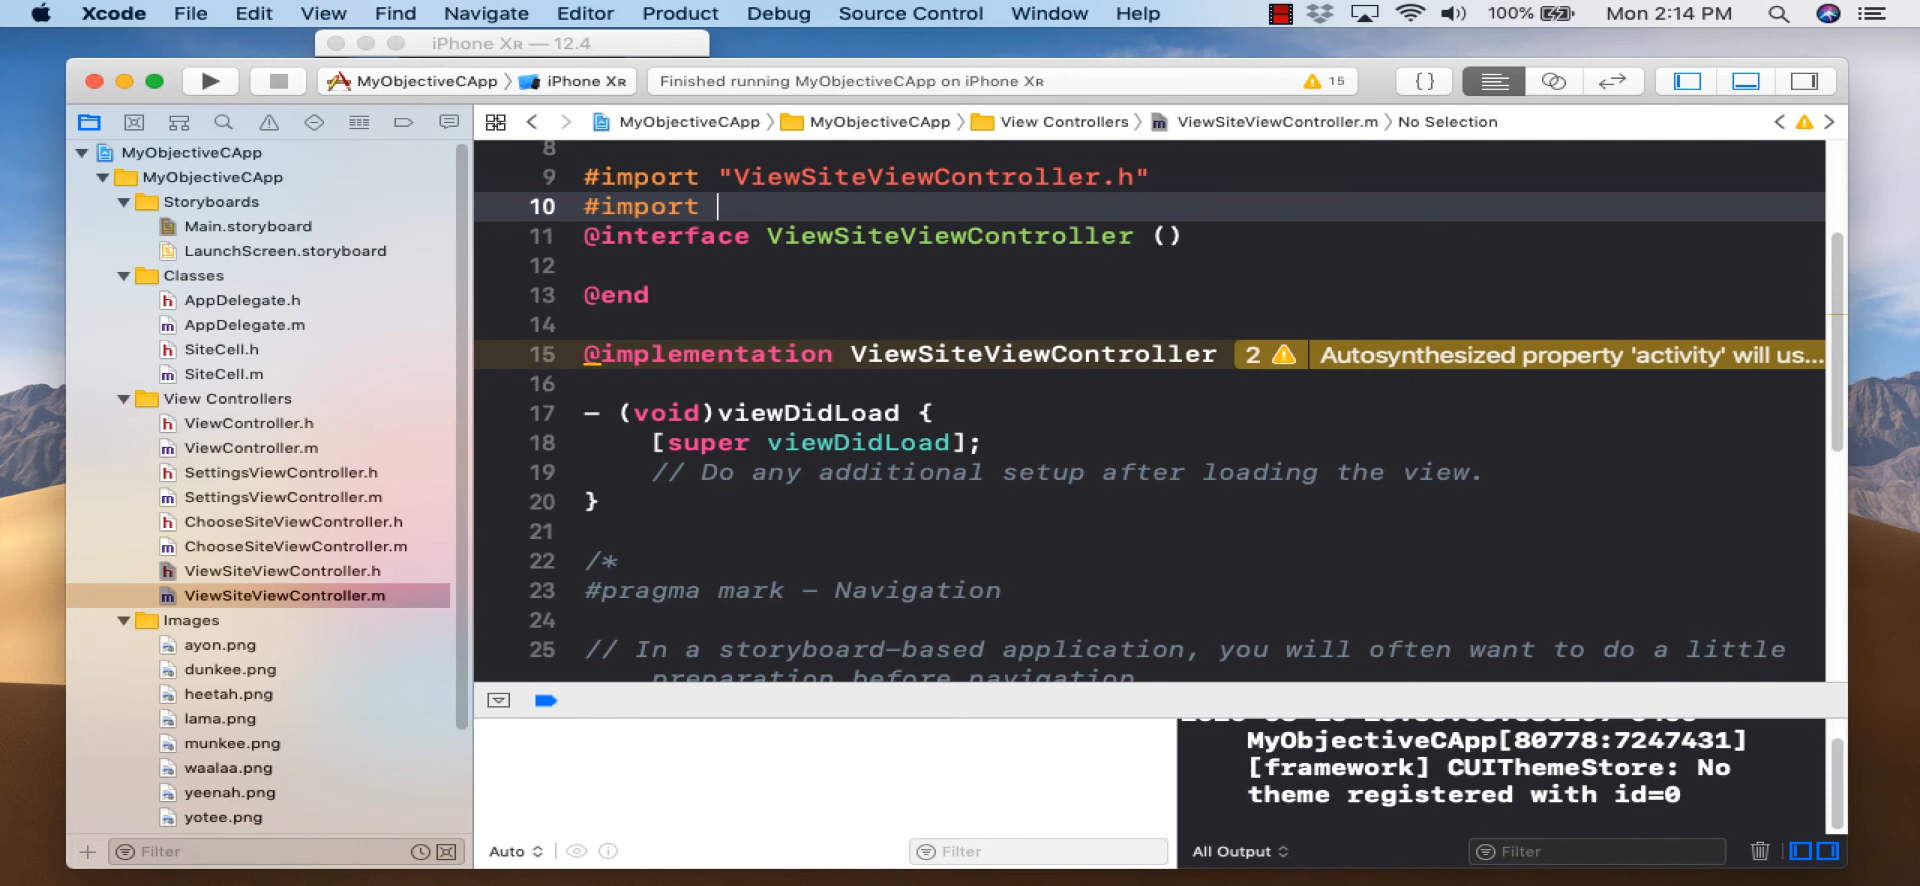 Xcode File Edit View Find Navigate Editor Product Debug Source Control Window Help 100% Mon 2:14 PM
iPhone XR — 12.4
MyObjectiveCApp iPhone XR Finished running MyObjectiveCApp on iPhone XR 15 { }
MyObjectiveCApp MyObjectiveCApp View Controllers ViewSiteViewController.m No Selection
MyObjectiveCApp
MyObjectiveCApp
Storyboards
Main.storyboard
LaunchScreen.storyboard
Classes
AppDelegate.h
AppDelegate.m
SiteCell.h
SiteCell.m
View Controllers
ViewController.h
ViewController.m
SettingsViewController.h
SettingsViewController.m
ChooseSiteViewController.h
ChooseSiteViewController.m
ViewSiteViewController.h
ViewSiteViewController.m
Images
ayon.png
dunkee.png
heetah.png
lama.png
munkee.png
waalaa.png
yeenah.png
yotee.png
Filter
8
9 #import "ViewSiteViewController.h"
10 #import
11 @interface ViewSiteViewController ()
12
13 @end
14
15 @implementation ViewSiteViewController 2 Autosynthesized property 'activity' will us...
16
17 - (void)viewDidLoad {
18 [super viewDidLoad];
19 // Do any additional setup after loading the view.
20 }
21
22 /*
23 #pragma mark - Navigation
24
25 // In a storyboard-based application, you will often want to do a little
preparation before navigation
MyObjectiveCApp[80778:7247431]
[framework] CUIThemeStore: No
theme registered with id=0
Auto Filter
All Output Filter